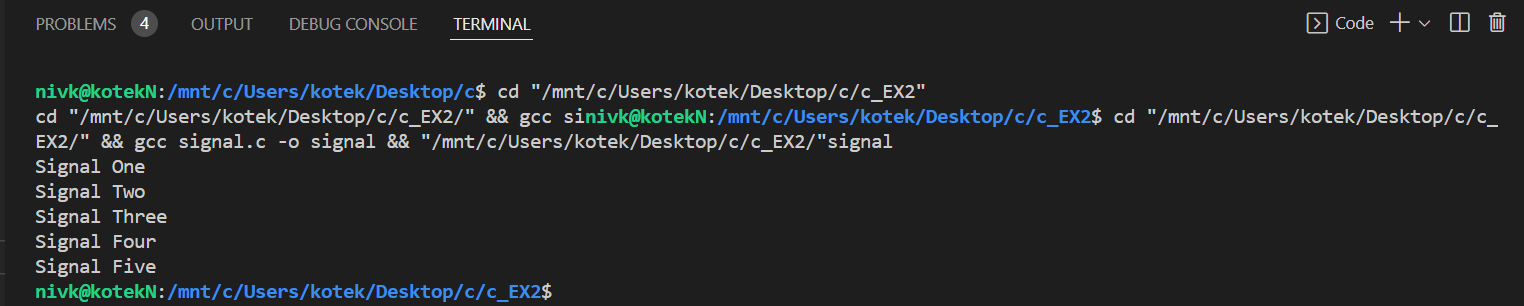 PROBLEMS 4 OUTPUT DEBUG CONSOLE TERMINAL Code
nivk@kotekN:/mnt/c/Users/kotek/Desktop/c$ cd "/mnt/c/Users/kotek/Desktop/c/c_EX2"
cd "/mnt/c/Users/kotek/Desktop/c/c_EX2/" && gcc sinivk@kotekN:/mnt/c/Users/kotek/Desktop/c/c_EX2$ cd "/mnt/c/Users/kotek/Desktop/c/c_
EX2/" && gcc signal.c -o signal && "/mnt/c/Users/kotek/Desktop/c/c_EX2/"signal
Signal One
Signal Two
Signal Three
Signal Four
Signal Five
nivk@kotekN:/mnt/c/Users/kotek/Desktop/c/c_EX2$